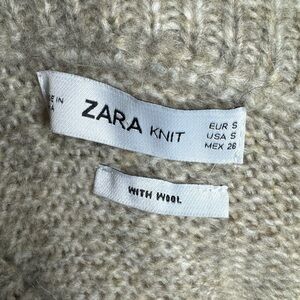 ZARA KNIT
EUR S
USA S
MEX 26
WITH WOOL